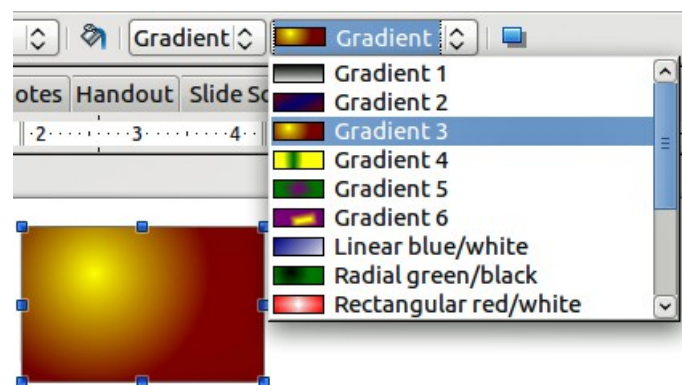 Gradient Gradient
Gradient 1
otes Handout Slide So
Gradient 2
2 3 4
Gradient 3
Gradient 4
Gradient 5
Gradient 6
Linear blue/white
Radial green/black
Rectangular red/white